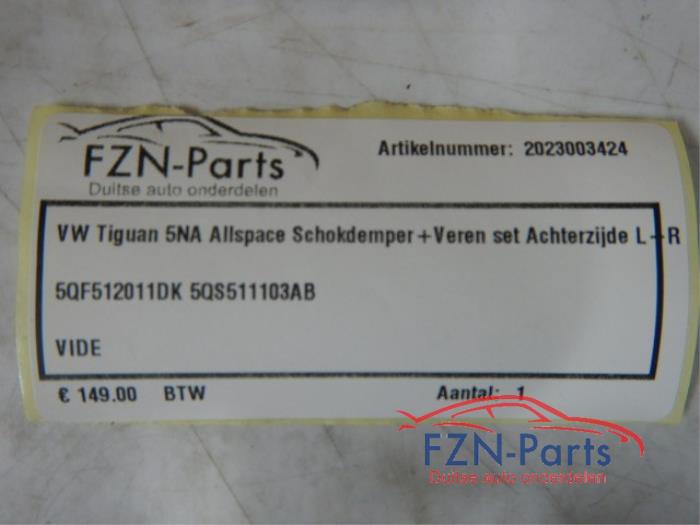 FZN-Parts
Duitse auto onderdelen
Artikelnummer: 2023003424
VW Tiguan 5NA Allspace Schokdemper+Veren set Achterzijde L+R
5QF512011DK 5QS511103AB
VIDE
€ 149.00 BTW Aantal: 1
FZN-Parts
Duitse auto onderdelen